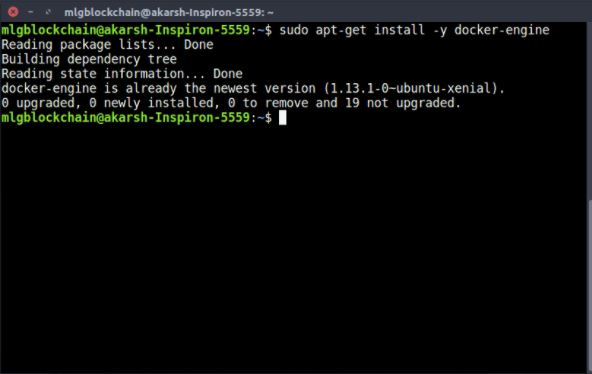 mlgblockchain@akarsh-Inspiron-5559: ~
mlgblockchain@akarsh-Inspiron-5559:~$ sudo apt-get install -y docker-engine
Reading package lists... Done
Building dependency tree
Reading state information... Done
docker-engine is already the newest version (1.13.1-0~ubuntu-xenial).
0 upgraded, 0 newly installed, 0 to remove and 19 not upgraded.
mlgblockchain@akarsh-Inspiron-5559:~$